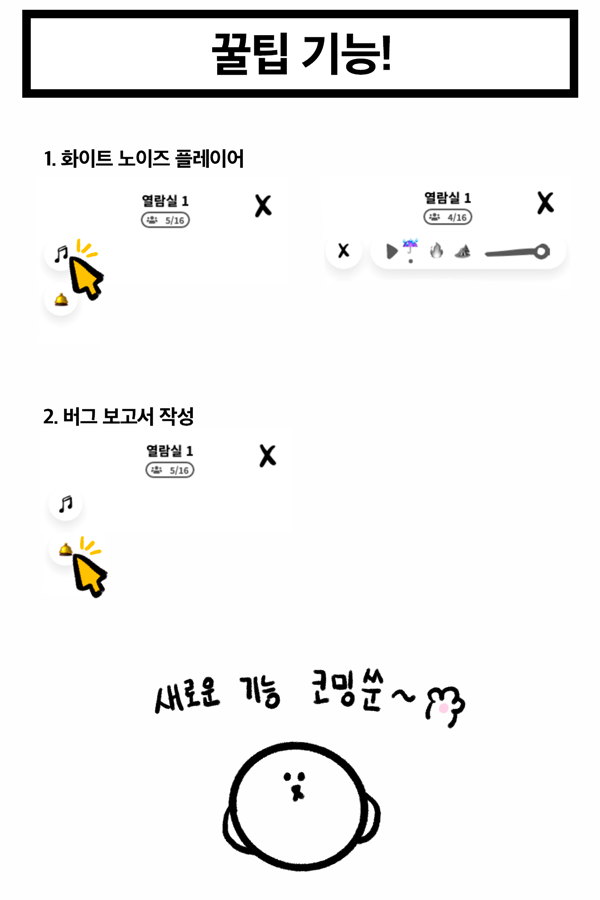 꿀팁 기능!
1. 화이트 노이즈 플레이어
열람실 1
X
5/16
열람실 1
X
4/16
X
2. 버그 보고서 작성
열람실 1
X
5/16
새로운 기능 코밍쑨~